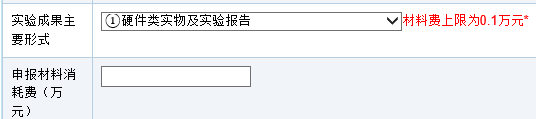 实验成果主
要形式
①硬件类实物及实验报告
材料费上限为0.1万元*
申报材料消
耗费（万
元）